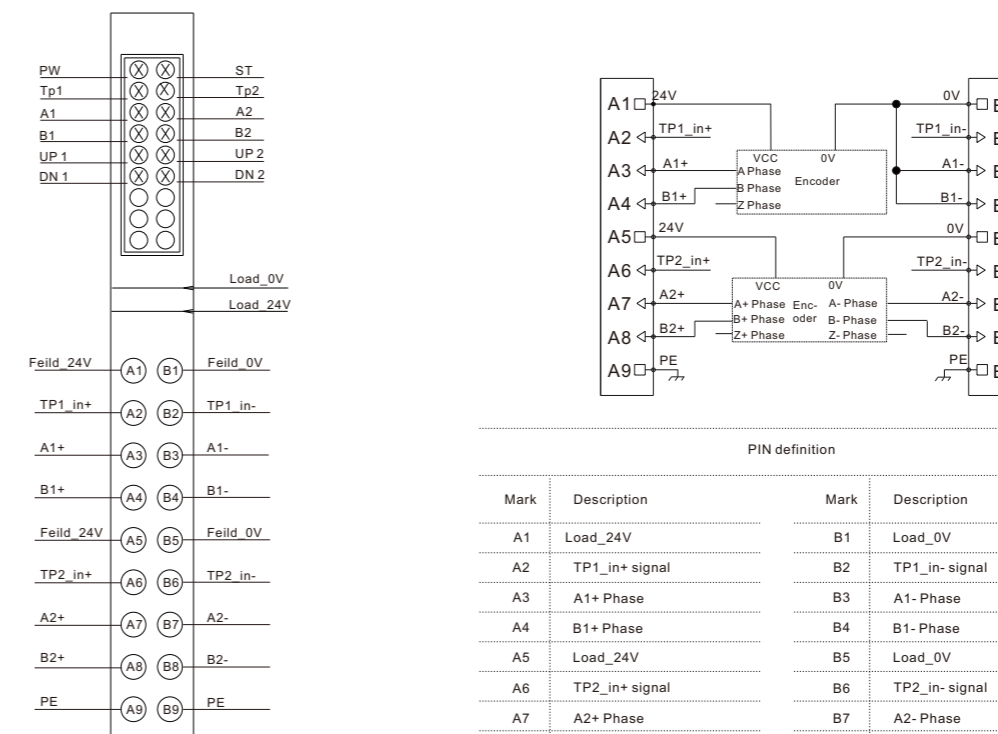 PW ST
Tp1 Tp2
A1 A2
B1 B2
UP 1 UP 2
DN 1 DN 2
Load_0V
Load_24V
Feild_24V A1 B1 Feild_0V
TP1_in+ A2 B2 TP1_in-
A1+ A3 B3 A1-
B1+ A4 B4 B1-
Feild_24V A5 B5 Feild_0V
TP2_in+ A6 B6 TP2_in-
A2+ A7 B7 A2-
B2+ A8 B8 B2-
PE A9 B9 PE
A1 24V 0V
A2 TP1_in+ TP1_in-
A3 A1+ A1-
A4 B1+ B1-
VCC 0V
A Phase
B Phase
Z Phase
Encoder
A5 24V 0V
A6 TP2_in+ TP2_in-
A7 A2+ A2-
A8 B2+ B2-
VCC 0V
A+ Phase Enc- A- Phase
B+ Phase oder B- Phase
Z+ Phase Z- Phase
A9 PE PE
PIN definition
Mark Description Mark Description
A1 Load_24V B1 Load_0V
A2 TP1_in+ signal B2 TP1_in- signal
A3 A1+ Phase B3 A1- Phase
A4 B1+ Phase B4 B1- Phase
A5 Load_24V B5 Load_0V
A6 TP2_in+ signal B6 TP2_in- signal
A7 A2+ Phase B7 A2- Phase